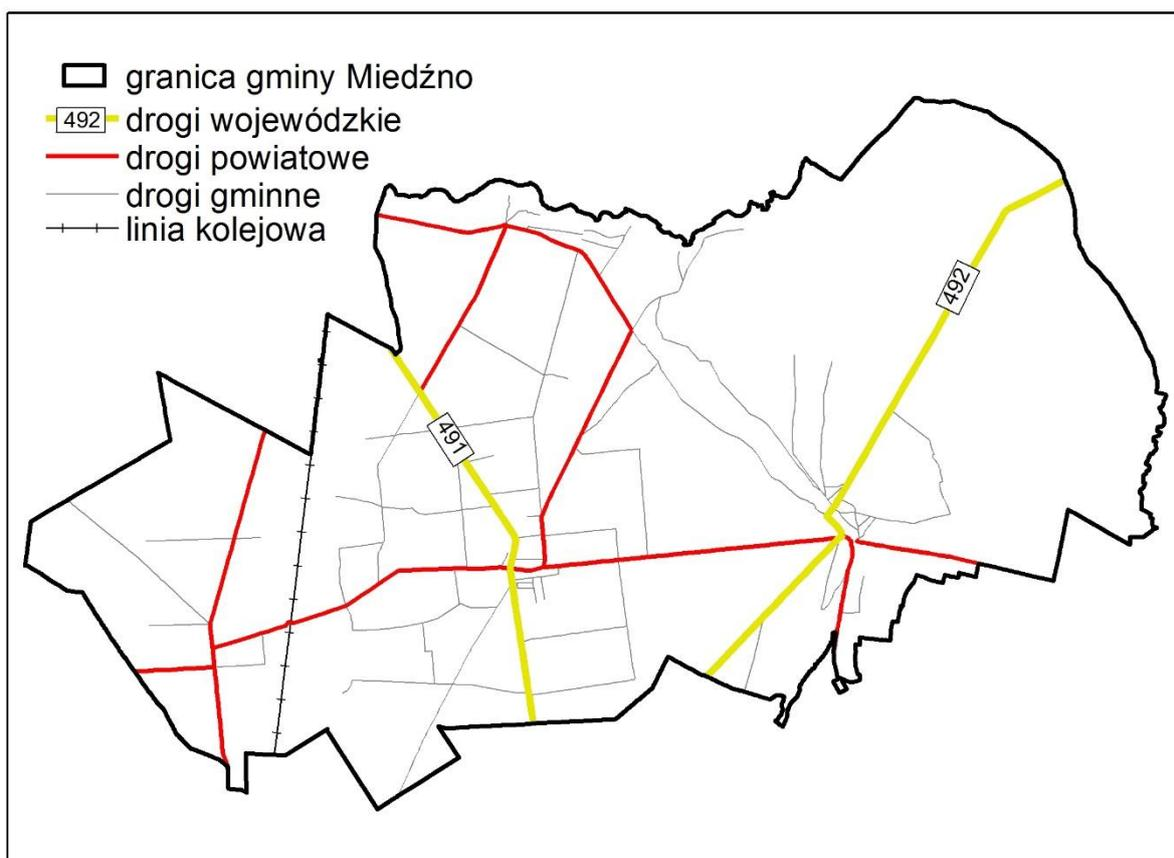 granica gminy Miedźno
492 drogi wojewódzkie
drogi powiatowe
drogi gminne
linia kolejowa
492
491